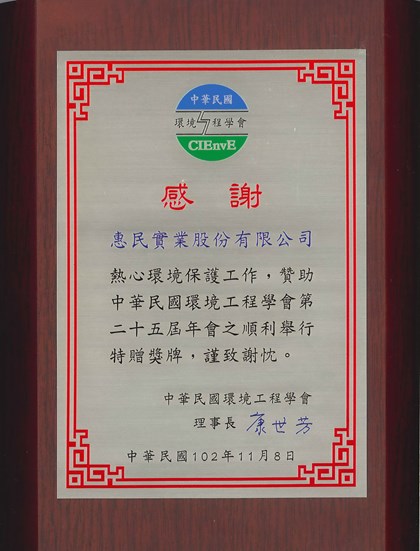 中華民國
環境工程學會
CIEnvE
感謝
惠民實業股份有限公司
熱心環境保護工作，贊助
中華民國環境工程學會第
二十五屆年會之順利舉行
特贈獎牌，謹致謝忱。
中華民國環境工程學會
理事長 康世芳
中華民國102年11月8日